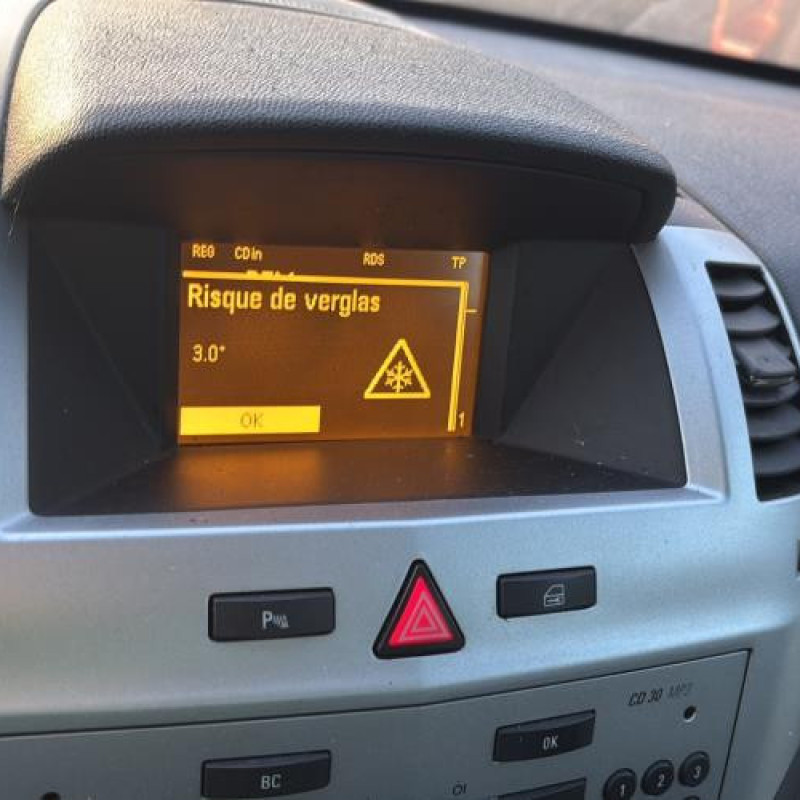 REG CD in RDS TP
Risque de verglas
3.0°
OK
1
P
CD 30 MP3
OK
BC
1 2 3